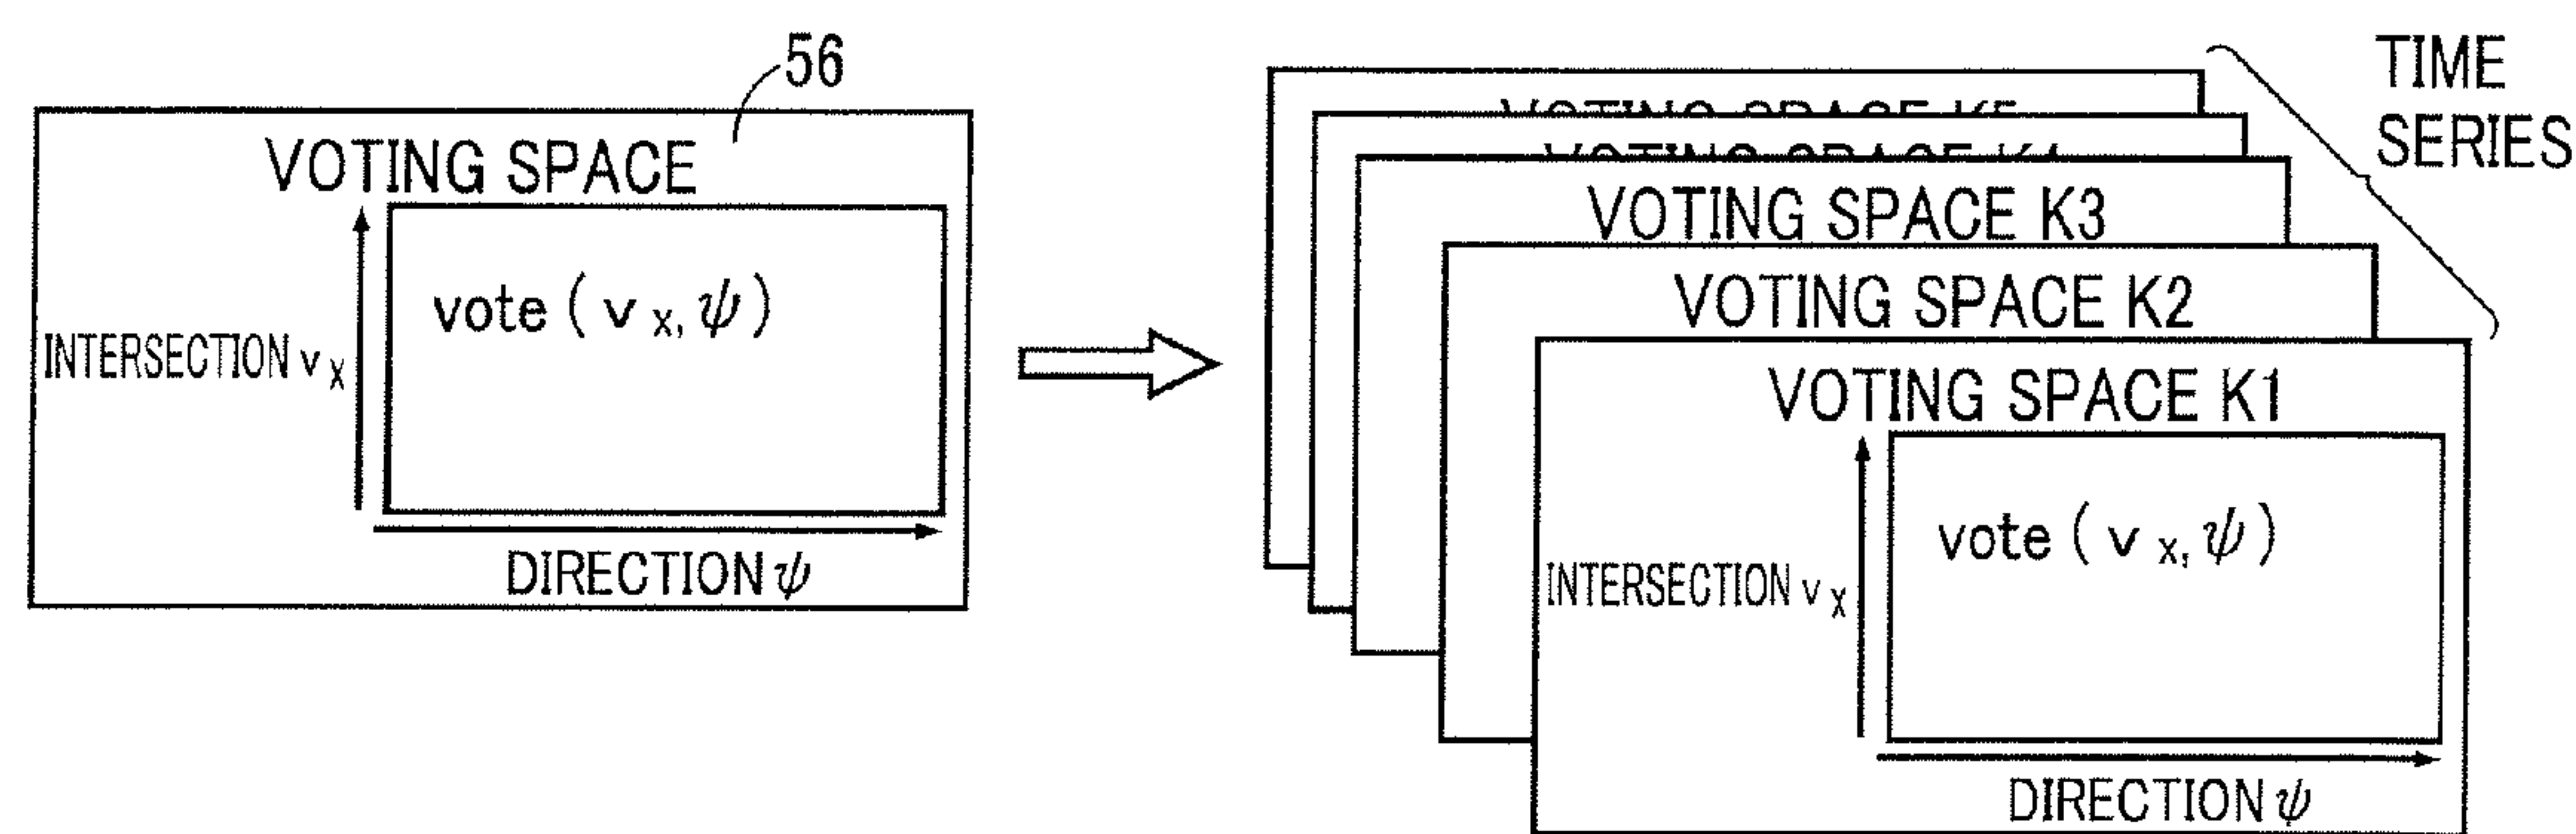 56
VOTING SPACE
vote ( v x, ψ )
INTERSECTION v x
DIRECTION ψ
TIME
SERIES
VOTING SPACE K3
VOTING SPACE K2
VOTING SPACE K1
vote ( v x, ψ )
INTERSECTION v x
DIRECTION ψ